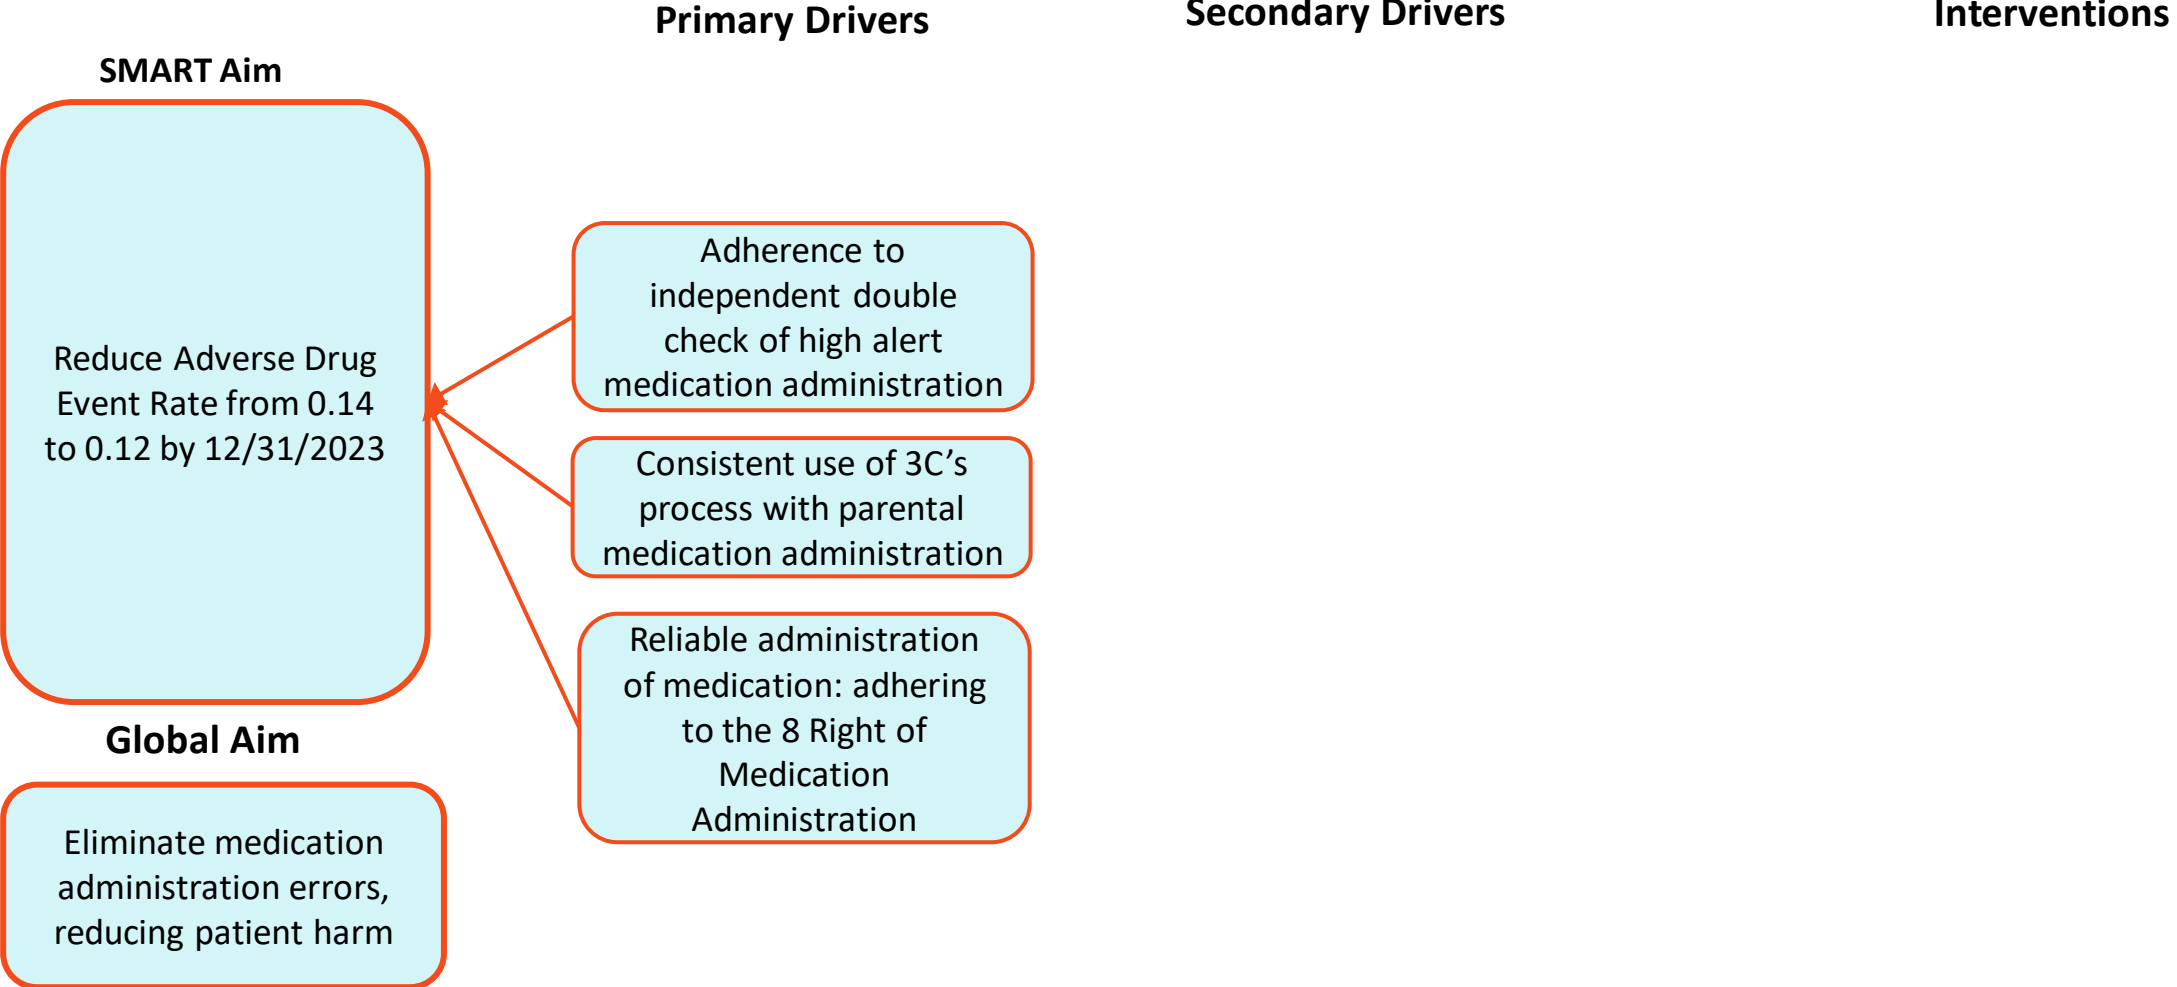 Primary Drivers
Secondary Drivers
Interventions
SMART Aim
Reduce Adverse Drug
Event Rate from 0.14
to 0.12 by 12/31/2023
Global Aim
Eliminate medication
administration errors,
reducing patient harm
Adherence to
independent double
check of high alert
medication administration
Consistent use of 3C’s
process with parental
medication administration
Reliable administration
of medication: adhering
to the 8 Right of
Medication
Administration